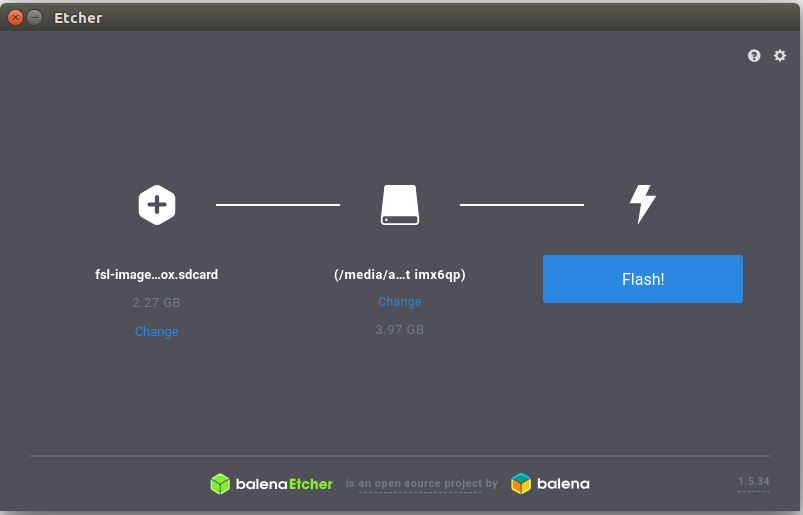 Etcher
fsl-image...ox.sdcard
2.27 GB
Change
(/media/a...t imx6qp)
Change
3.97 GB
Flash!
balenaEtcher is an open source project by balena
1.5.34